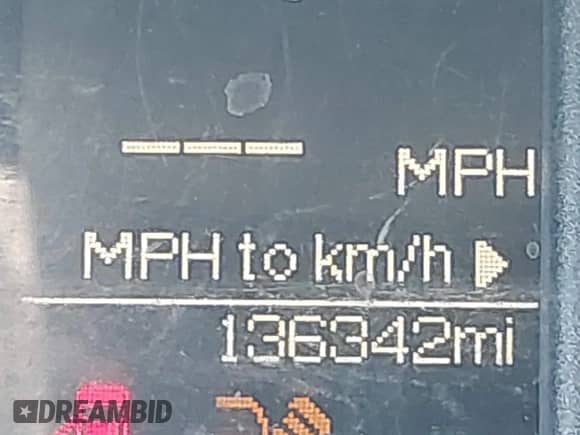 --- MPH
MPH to km/h
136342mi
DREAMBID